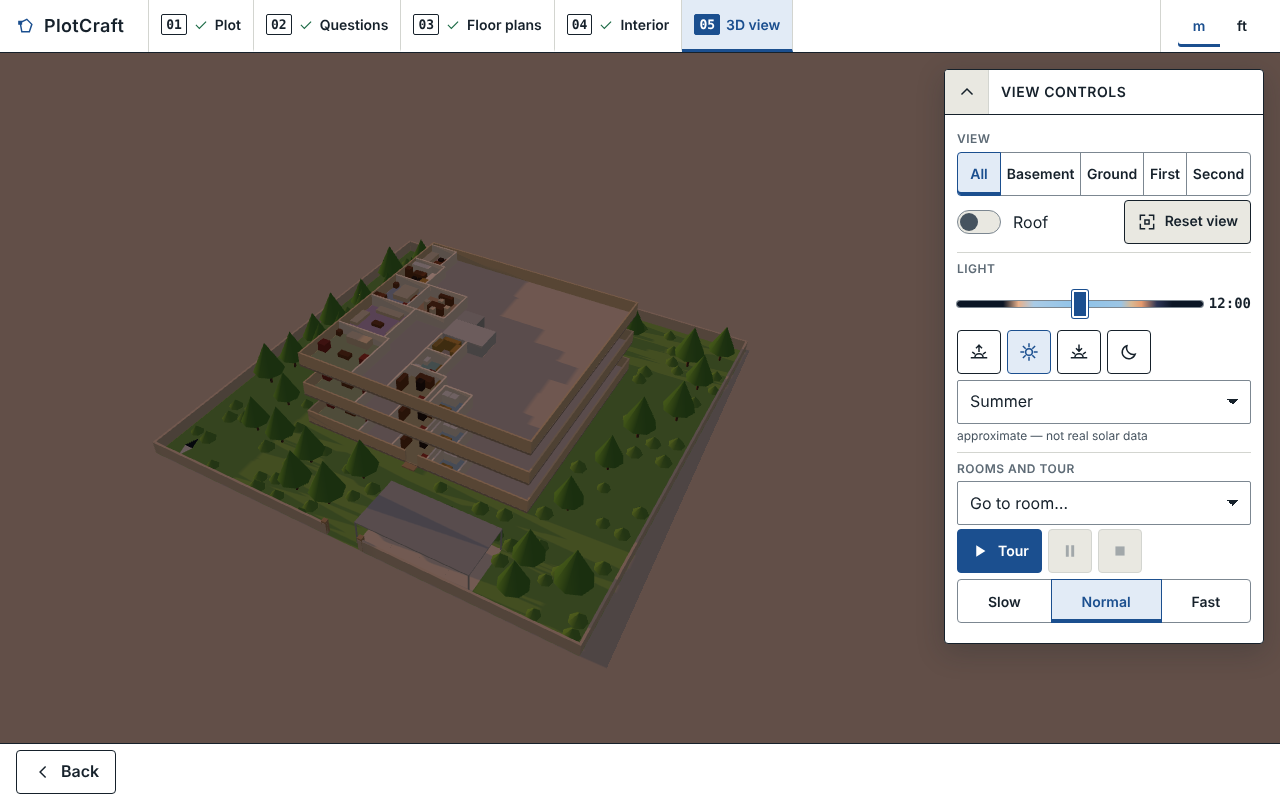 PlotCraft
01 Plot
02 Questions
03 Floor plans
04 Interior
05 3D view
m ft
VIEW CONTROLS
VIEW
All Basement Ground First Second
Roof Reset view
LIGHT
12:00
Summer
approximate — not real solar data
ROOMS AND TOUR
Go to room...
Tour
Slow Normal Fast
Back